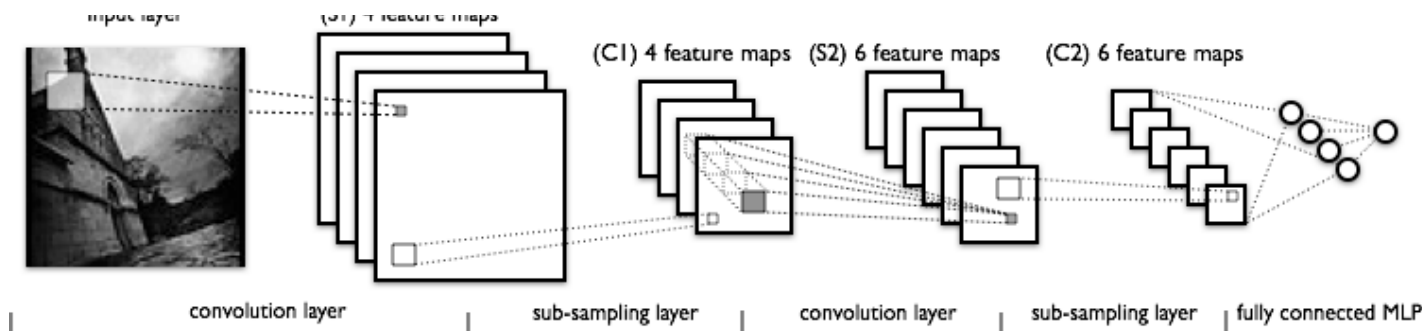 input layer
(S1) 4 feature maps
(C1) 4 feature maps
(S2) 6 feature maps
(C2) 6 feature maps
convolution layer
sub-sampling layer
convolution layer
sub-sampling layer
fully connected MLP